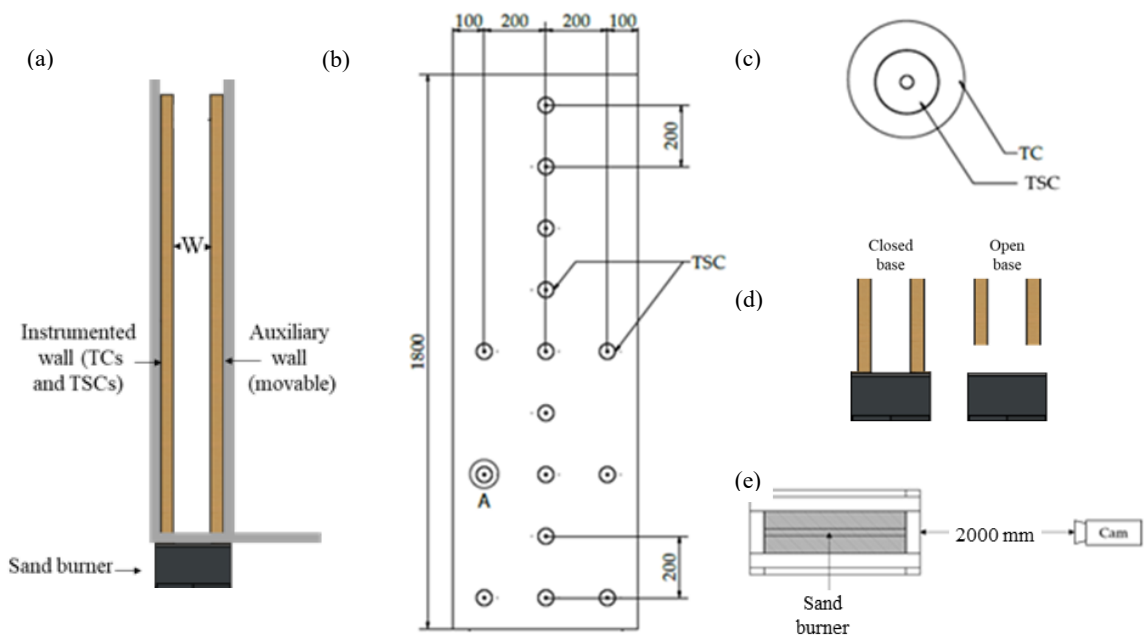 (a)
W
Instrumented
wall (TCs
and TSCs)
Auxiliary
wall
(movable)
Sand burner
(b)
100
200
200
100
1800
200
TSC
A
200
(c)
TC
TSC
(d)
Closed
base
Open
base
(e)
2000 mm
Cam
Sand
burner